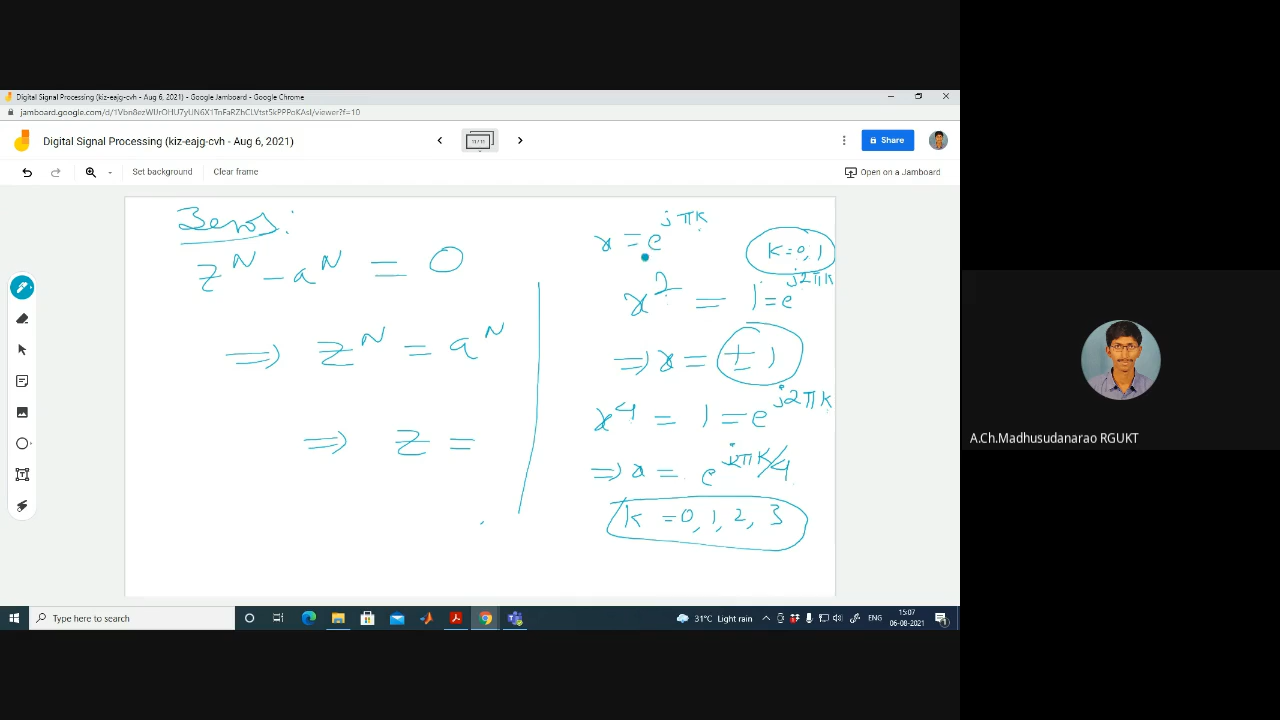 Digital Signal Processing (kiz-eajg-cvh - Aug 6, 2021) - Google Jamboard - Google Chrome
Digital Signal Processing (kiz-eajg-cvh - Aug 6, 2021)
11/11
Share
Set background
Clear frame
Open on a Jamboard
Zeros:
z^N - a^N = 0
⇒ z^N = a^N
⇒ z =
x = e^{jπk}
k = 0, 1
x^2 = 1 = e^{j2πk}
⇒ x = ±1
x^4 = 1 = e^{j2πk}
k = 0, 1, 2, 3
A.Ch.Madhusudanarao RGUKT
Type here to search
31°C Light rain
ENG
15:07
06-08-2021